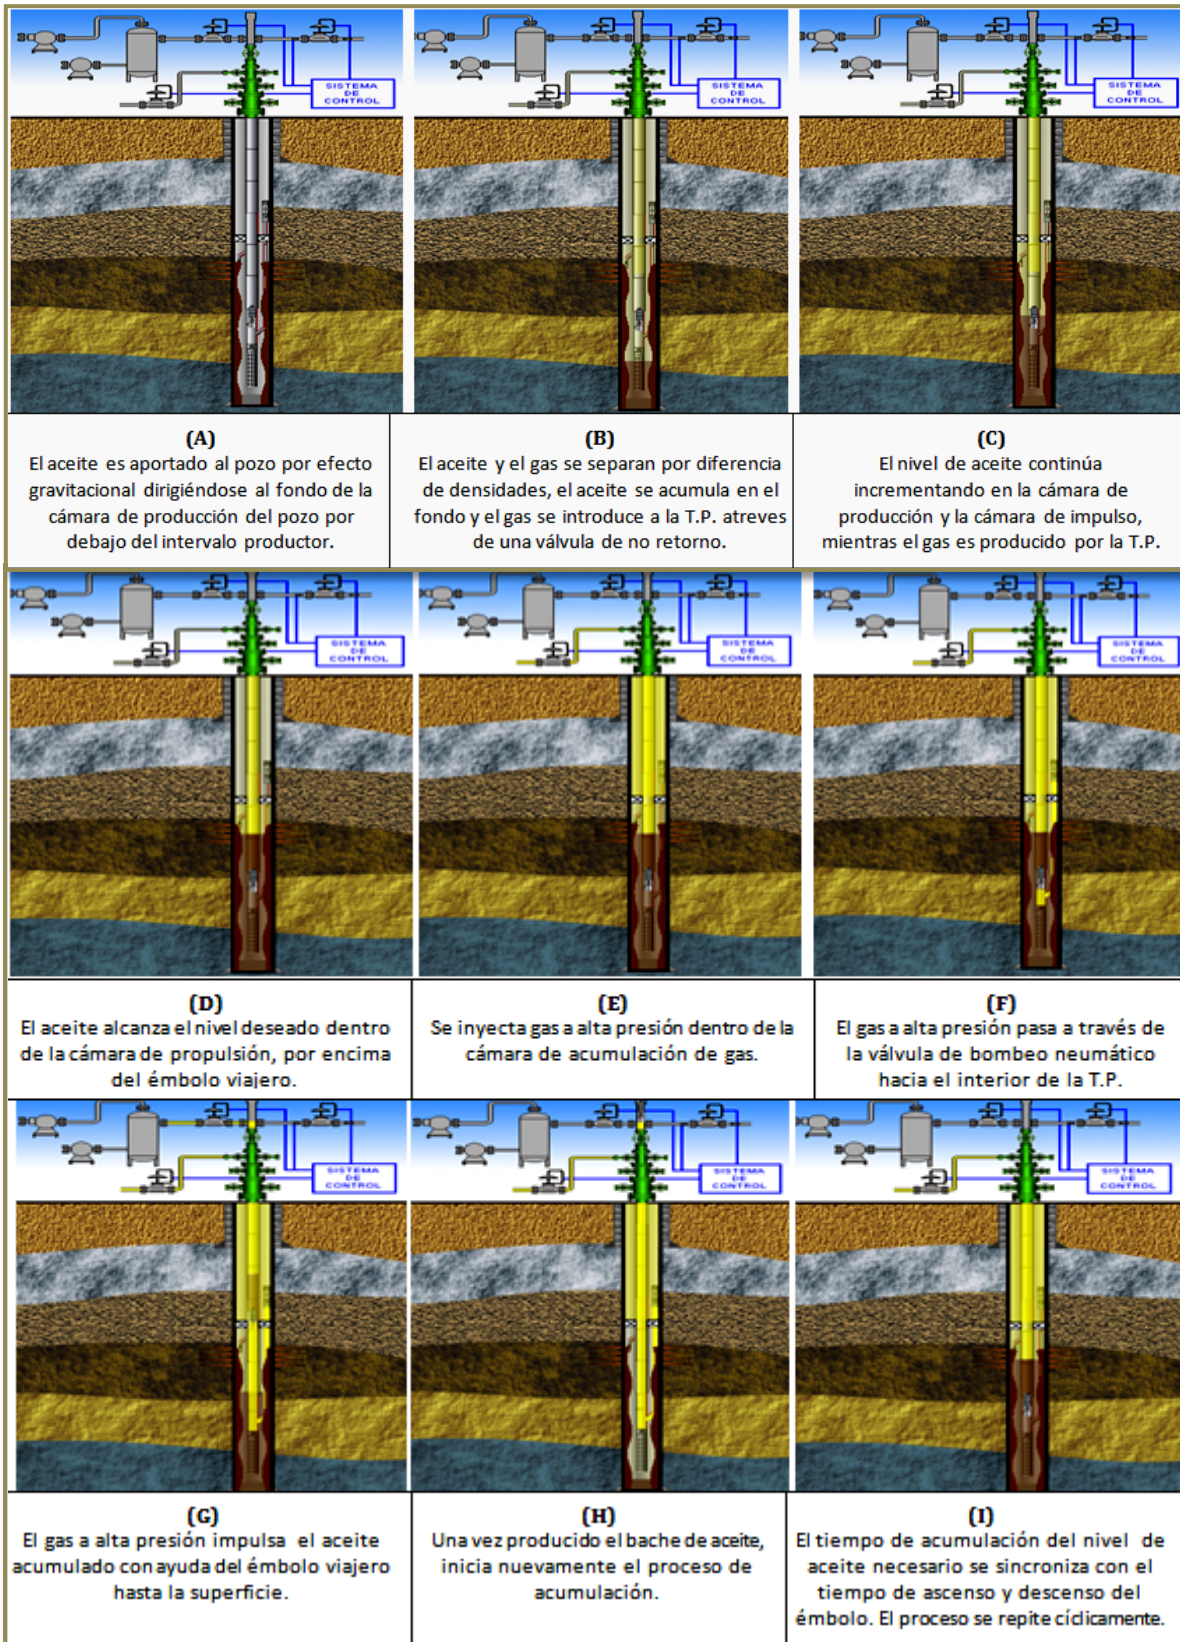 SISTEMA
DE
CONTROL
SISTEMA
DE
CONTROL
SISTEMA
DE
CONTROL
(A)
El aceite es aportado al pozo por efecto
gravitacional dirigiéndose al fondo de la
cámara de producción del pozo por
debajo del intervalo productor.
(B)
El aceite y el gas se separan por diferencia
de densidades, el aceite se acumula en el
fondo y el gas se introduce a la T.P. atreves
de una válvula de no retorno.
(C)
El nivel de aceite continúa
incrementando en la cámara de
producción y la cámara de impulso,
mientras el gas es producido por la T.P.
SISTEMA
DE
CONTROL
SISTEMA
DE
CONTROL
SISTEMA
DE
CONTROL
(D)
El aceite alcanza el nivel deseado dentro
de la cámara de propulsión, por encima
del émbolo viajero.
(E)
Se inyecta gas a alta presión dentro de la
cámara de acumulación de gas.
(F)
El gas a alta presión pasa a través de
la válvula de bombeo neumático
hacia el interior de la T.P.
SISTEMA
DE
CONTROL
SISTEMA
DE
CONTROL
SISTEMA
DE
CONTROL
(G)
El gas a alta presión impulsa el aceite
acumulado con ayuda del émbolo viajero
hasta la superficie.
(H)
Una vez producido el bache de aceite,
inicia nuevamente el proceso de
acumulación.
(I)
El tiempo de acumulación del nivel de
aceite necesario se sincroniza con el
tiempo de ascenso y descenso del
émbolo. El proceso se repite cíclicamente.